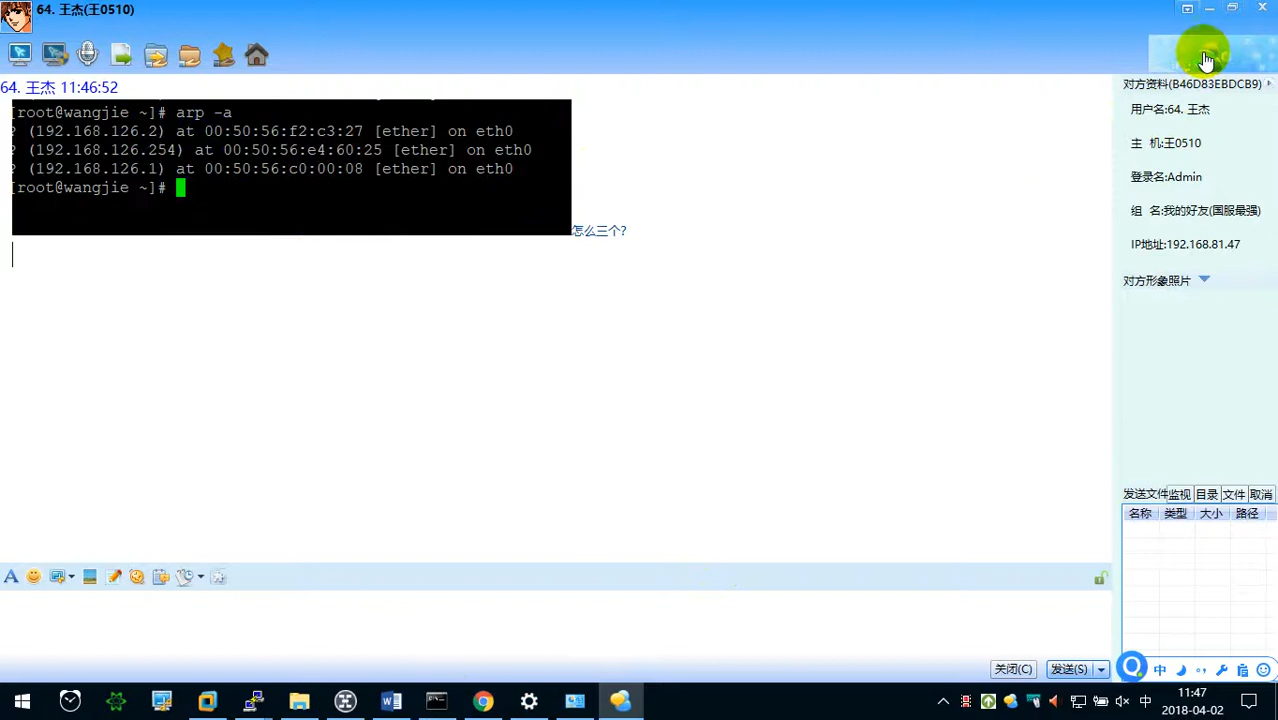 64. 王杰(王0510)
64. 王杰 11:46:52
[root@wangjie ~]# arp -a
? (192.168.126.2) at 00:50:56:f2:c3:27 [ether] on eth0
? (192.168.126.254) at 00:50:56:e4:60:25 [ether] on eth0
? (192.168.126.1) at 00:50:56:c0:00:08 [ether] on eth0
[root@wangjie ~]#
怎么三个?
对方资料(B46D83EBDCB9)
用户名:64. 王杰
主 机:王0510
登录名:Admin
组 名:我的好友(国服最强)
IP地址:192.168.81.47
对方形象照片
发送文件 监视 目录 文件 取消
名称 类型 大小 路径
关闭(C) 发送(S)
中
中
11:47
2018-04-02